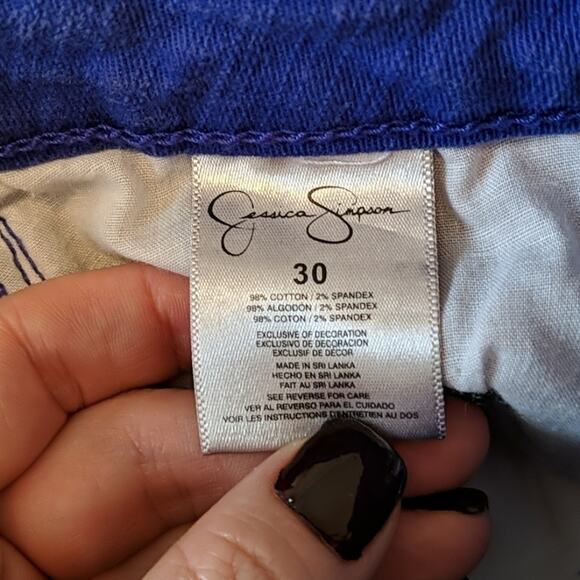 Jessica Simpson
30
98% COTTON / 2% SPANDEX
98% ALGODÓN / 2% SPANDEX
98% COTON / 2% SPANDEX
EXCLUSIVE OF DECORATION
EXCLUSIVO DE DECORACION
EXCLUSIF DE DÉCOR
MADE IN SRI LANKA
HECHO EN SRI LANKA
FAIT AU SRI LANKA
SEE REVERSE FOR CARE
VER AL REVERSO PARA EL CUIDADO
VOIR LES INSTRUCTIONS D'ENTRETIEN AU DOS